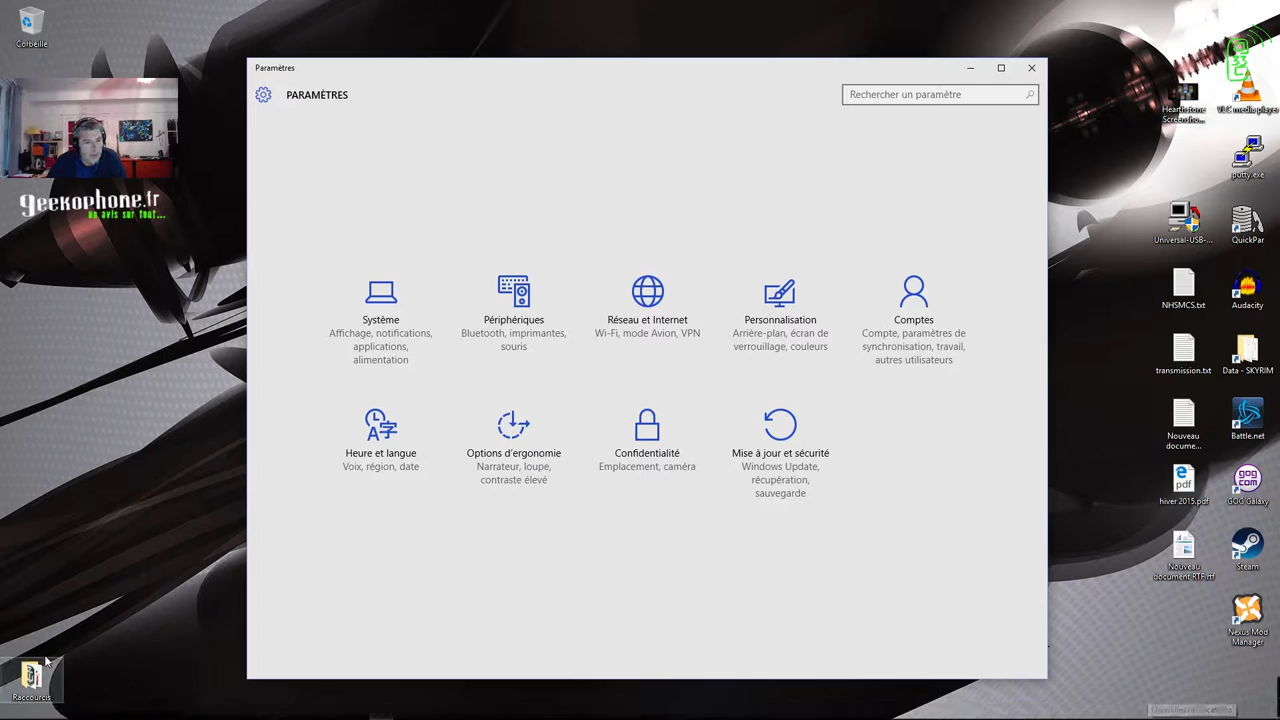 Corbeille
geekophone.fr
un avis sur tout...
Paramètres
PARAMÈTRES
Rechercher un paramètre
Système
Affichage, notifications,
applications,
alimentation
Périphériques
Bluetooth, imprimantes,
souris
Réseau et Internet
Wi-Fi, mode Avion, VPN
Personnalisation
Arrière-plan, écran de
verrouillage, couleurs
Comptes
Compte, paramètres de
synchronisation, travail,
autres utilisateurs
Heure et langue
Voix, région, date
Options d'ergonomie
Narrateur, loupe,
contraste élevé
Confidentialité
Emplacement, caméra
Mise à jour et sécurité
Windows Update,
récupération,
sauvegarde
Raccourcis
Hearthstone
Screensho...
VLC media player
putty.exe
Universal-USB-...
QuickPar
NHSMCS.txt
Audacity
transmission.txt
Data - SKYRIM
Nouveau
docume...
Battle.net
pdf
hiver 2015.pdf
GOG
COM
GOG Galaxy
Nouveau
document RTF.rtf
Steam
Nexus Mod
Manager